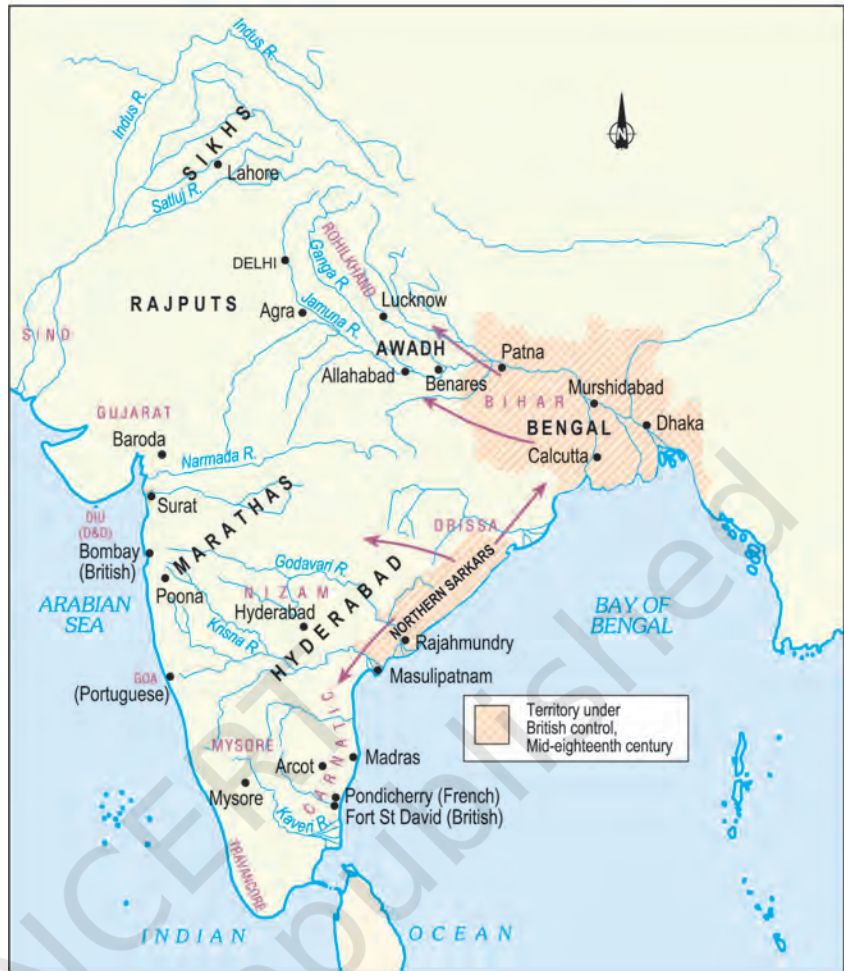 Indus R.
Indus R.
SIKHS
Lahore
Satluj R.
N
DELHI
ROHILKHAND
Ganga R.
Lucknow
RAJPUTS
Agra
Jamuna R.
SIND
AWADH
Patna
Allahabad
Benares
BIHAR
Murshidabad
GUJARAT
BENGAL
Dhaka
Baroda
Calcutta
Narmada R.
Surat
DIU
(D&D)
MARATHAS
ORISSA
Bombay
(British)
Godavari R.
NORTHERN SARKARS
Poona
NIZAM
Hyderabad
HYDERABAD
ARABIAN
SEA
BAY OF
BENGAL
Krisna R.
Rajahmundry
Masulipatnam
GOA
(Portuguese)
Territory under
British control,
Mid-eighteenth century
CARNATIC
MYSORE
Madras
Arcot
Mysore
Pondicherry (French)
Fort St David (British)
Kaveri R.
TRAVANCORE
INDIAN OCEAN
NCERT
republished